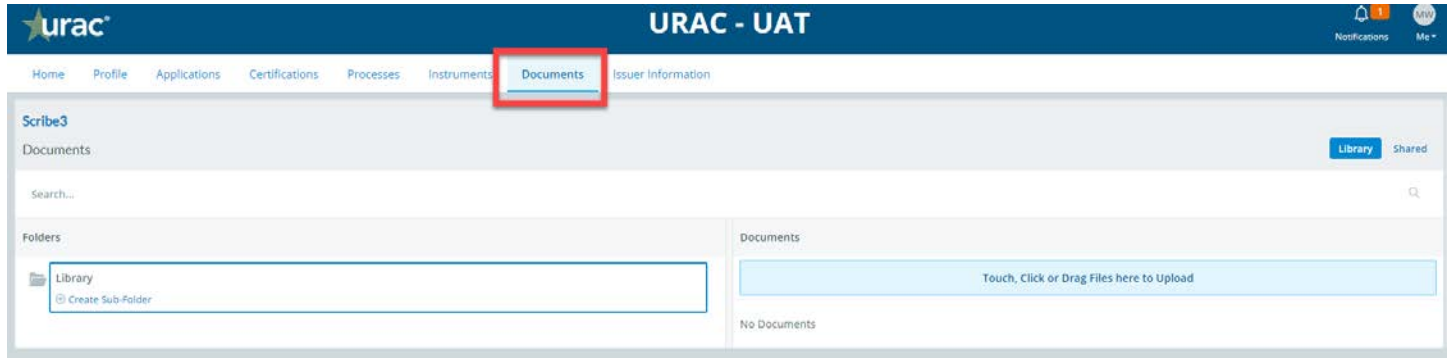 urac
URAC - UAT
1
MW
Notifications
Me
Home Profile Applications Certifications Processes Instruments Documents Issuer Information
Scribe3
Documents
Library Shared
Search...
Folders
Documents
Library
Create Sub-Folder
Touch, Click or Drag Files here to Upload
No Documents